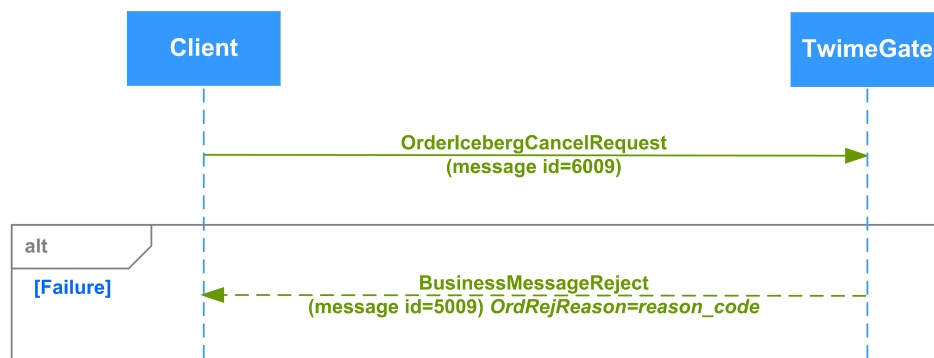 Client
TwimeGate
OrderIcebergCancelRequest
(message id=6009)
alt
[Failure]
BusinessMessageReject
(message id=5009) OrdRejReason=reason_code